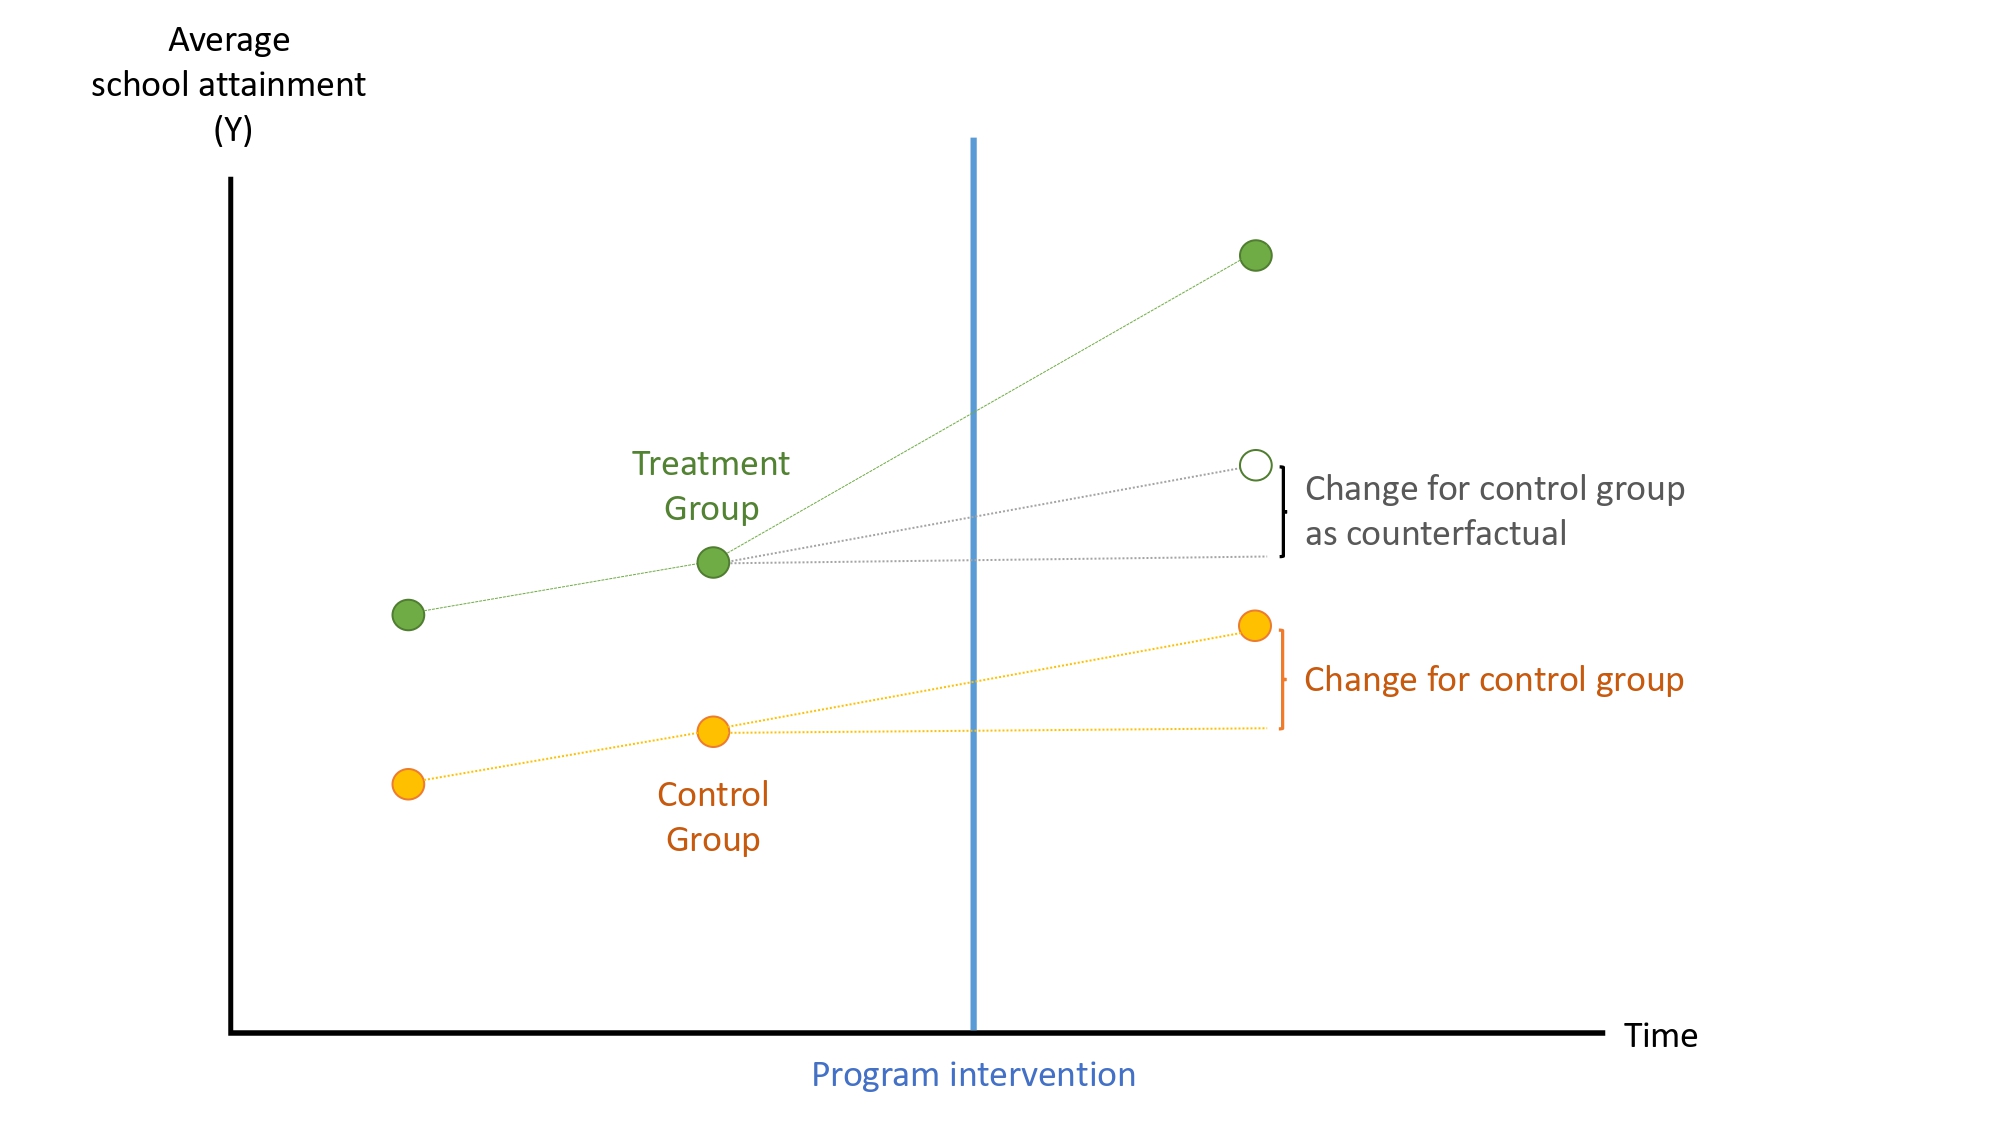 Average
school attainment
(Y)
Treatment
Group
Change for control group
as counterfactual
Change for control group
Control
Group
Time
Program intervention